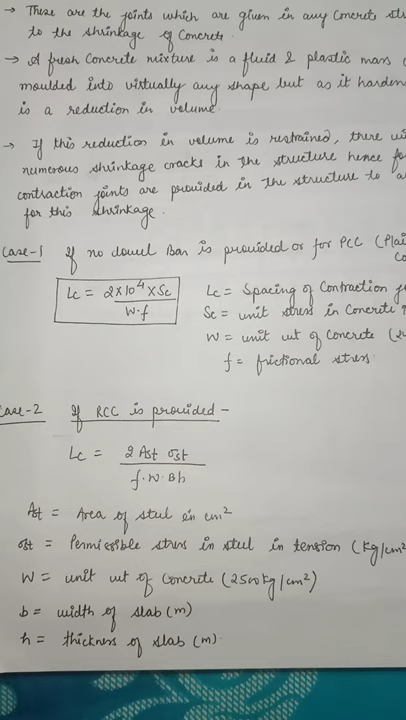 → These are the joints which are given in any Concrete
to the shrinkage of Concrete.
→ A fresh Concrete mixture is a fluid & plastic mass
moulded into virtually any shape but as it harden
is a reduction in volume.
→ If this reduction in volume is restrained, there
numerous shrinkage cracks in the structure hence
contraction joints are provided in the structure to
for this shrinkage.
Case-1 If no dowel Bar is provided or for PCC
Lc = 2×10⁴×Sc / W.f
Lc = Spacing of Contraction
Sc = unit stress in Concrete
W = unit wt of Concrete
f = frictional stress
Case-2 If RCC is provided -
Lc = 2 Ast σst / f.W.Bh
Ast = Area of steel in cm²
σst = Permissible stress in steel in tension (Kg/cm²
W = unit wt of Concrete (2500kg/cm²)
b = width of slab (m)
h = thickness of slab (m)